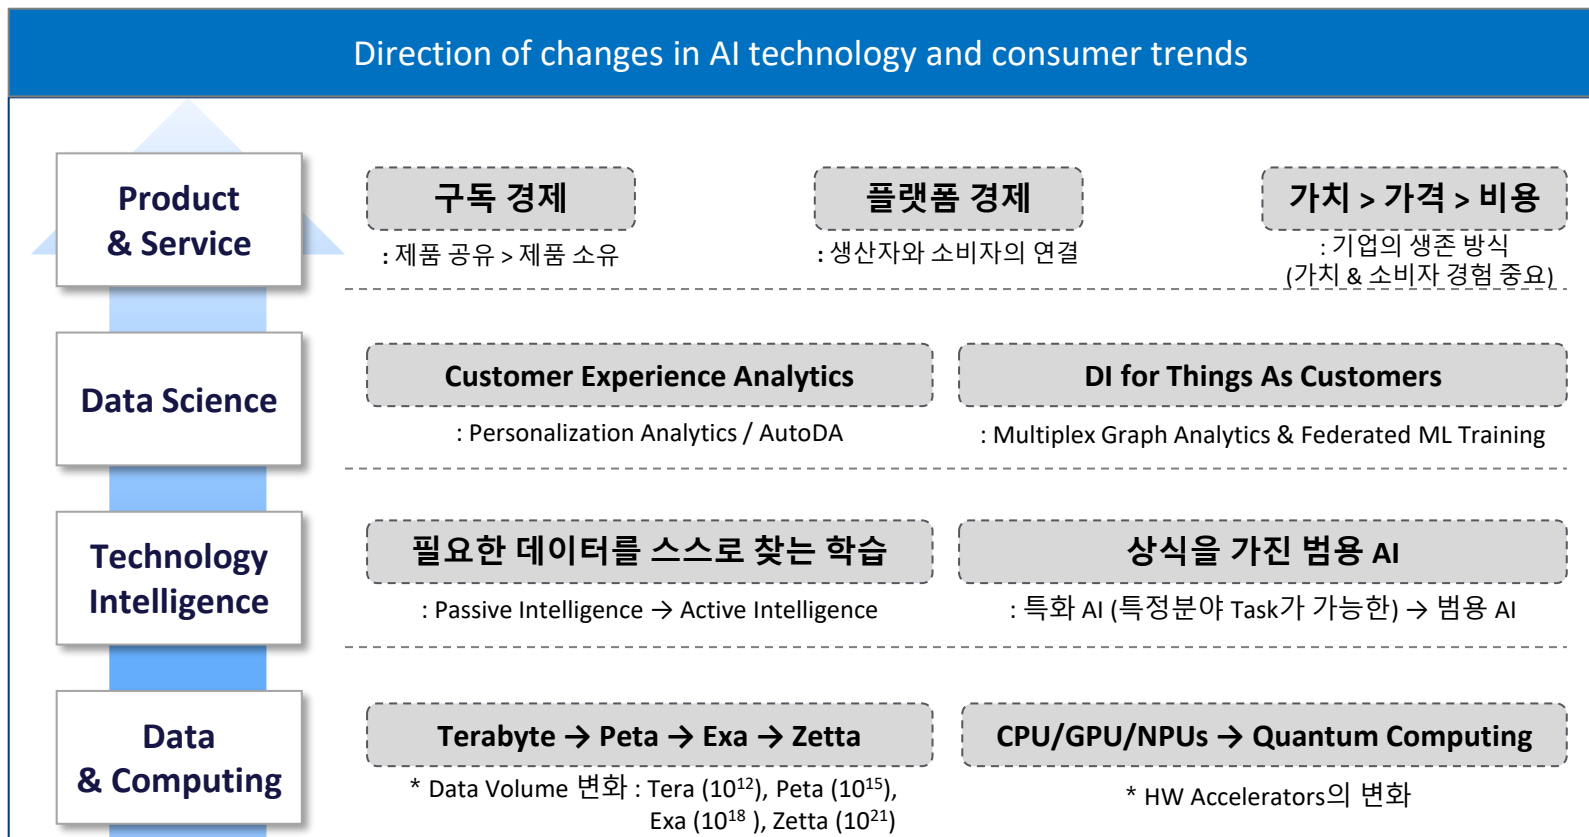 Direction of changes in AI technology and consumer trends
Product
& Service
구독 경제
: 제품 공유 > 제품 소유
플랫폼 경제
: 생산자와 소비자의 연결
가치 > 가격 > 비용
: 기업의 생존 방식
(가치 & 소비자 경험 중요)
Data Science
Customer Experience Analytics
: Personalization Analytics / AutoDA
DI for Things As Customers
: Multiplex Graph Analytics & Federated ML Training
Technology
Intelligence
필요한 데이터를 스스로 찾는 학습
: Passive Intelligence → Active Intelligence
상식을 가진 범용 AI
: 특화 AI (특정분야 Task가 가능한) → 범용 AI
Data
& Computing
Terabyte → Peta → Exa → Zetta
* Data Volume 변화 : Tera (10¹²), Peta (10¹⁵),
Exa (10¹⁸ ), Zetta (10²¹)
CPU/GPU/NPUs → Quantum Computing
* HW Accelerators의 변화